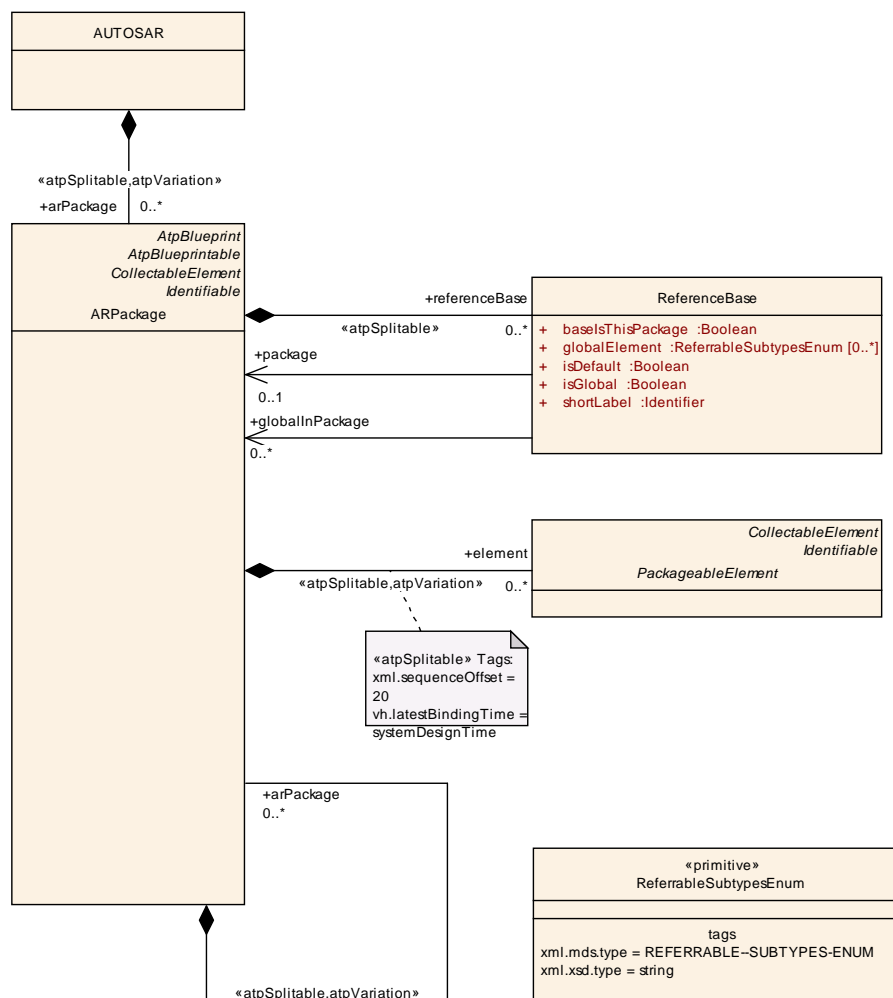 AUTOSAR
«atpSplitable,atpVariation»
+arPackage 0..*
AtpBlueprint
AtpBlueprintable
CollectableElement
Identifiable
ARPackage
+referenceBase
«atpSplitable» 0..*
ReferenceBase
+ baseIsThisPackage :Boolean
+ globalElement :ReferrableSubtypesEnum [0..*]
+ isDefault :Boolean
+ isGlobal :Boolean
+ shortLabel :Identifier
+package
0..1
+globalInPackage
0..*
+element
«atpSplitable,atpVariation» 0..*
CollectableElement
Identifiable
PackageableElement
«atpSplitable» Tags:
xml.sequenceOffset =
20
vh.latestBindingTime =
systemDesignTime
+arPackage
0..*
«atpSplitable,atpVariation»
«primitive»
ReferrableSubtypesEnum
tags
xml.mds.type = REFERRABLE--SUBTYPES-ENUM
xml.xsd.type = string